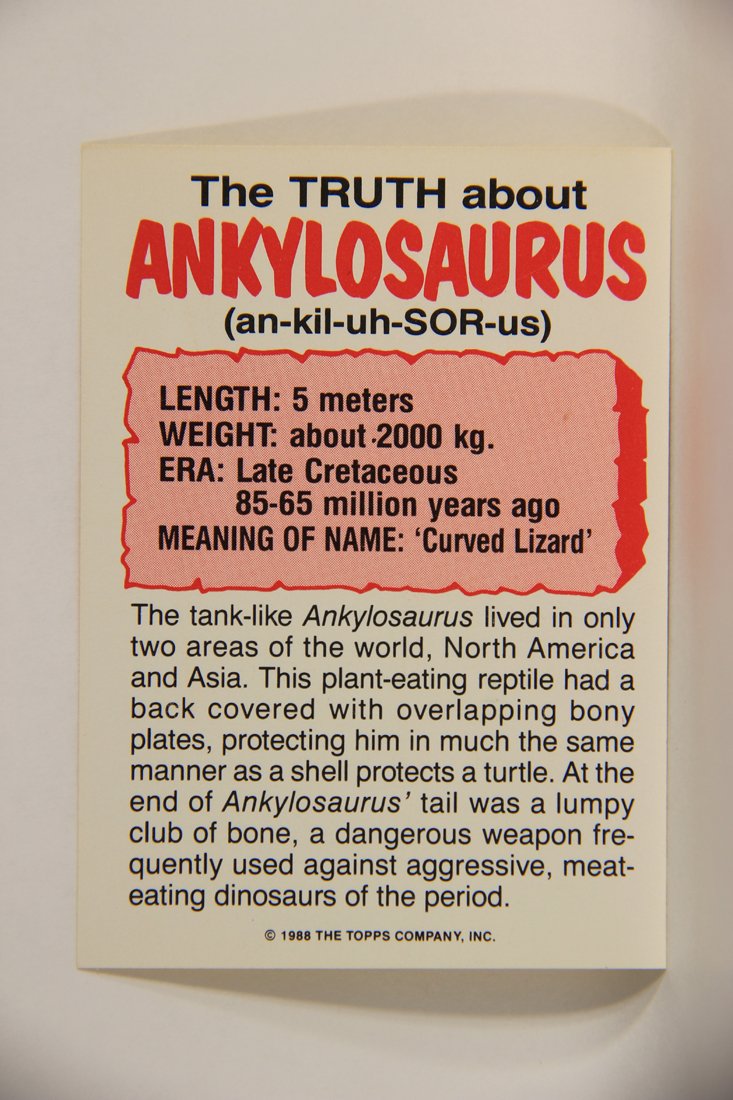 The TRUTH about
ANKYLOSAURUS
(an-kil-uh-SOR-us)
LENGTH: 5 meters
WEIGHT: about 2000 kg.
ERA: Late Cretaceous
85-65 million years ago
MEANING OF NAME: ‘Curved Lizard’
The tank-like Ankylosaurus lived in only
two areas of the world, North America
and Asia. This plant-eating reptile had a
back covered with overlapping bony
plates, protecting him in much the same
manner as a shell protects a turtle. At the
end of Ankylosaurus’ tail was a lumpy
club of bone, a dangerous weapon fre-
quently used against aggressive, meat-
eating dinosaurs of the period.
© 1988 THE TOPPS COMPANY, INC.